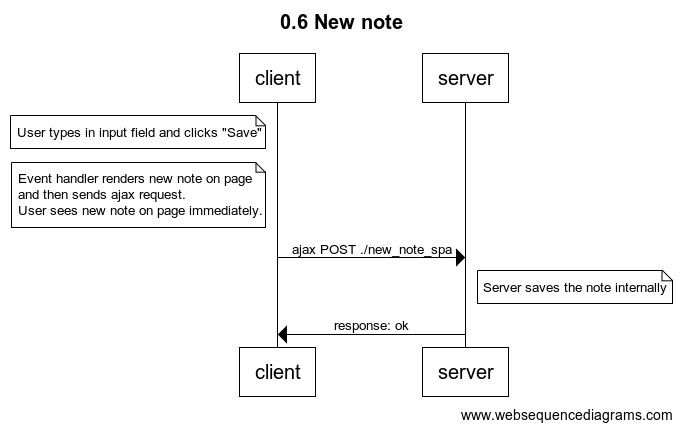 0.6 New note
client
server
User types in input field and clicks "Save"
Event handler renders new note on page
and then sends ajax request.
User sees new note on page immediately.
ajax POST ./new_note_spa
Server saves the note internally
response: ok
client
server
www.websequencediagrams.com